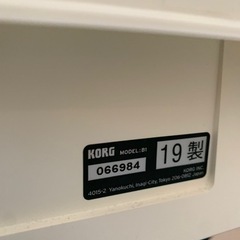 KORG MODEL: B1
066984
19製
KORG INC.
4015-2, Yanokuchi, Inagi-City, Tokyo 206-0812, Japan